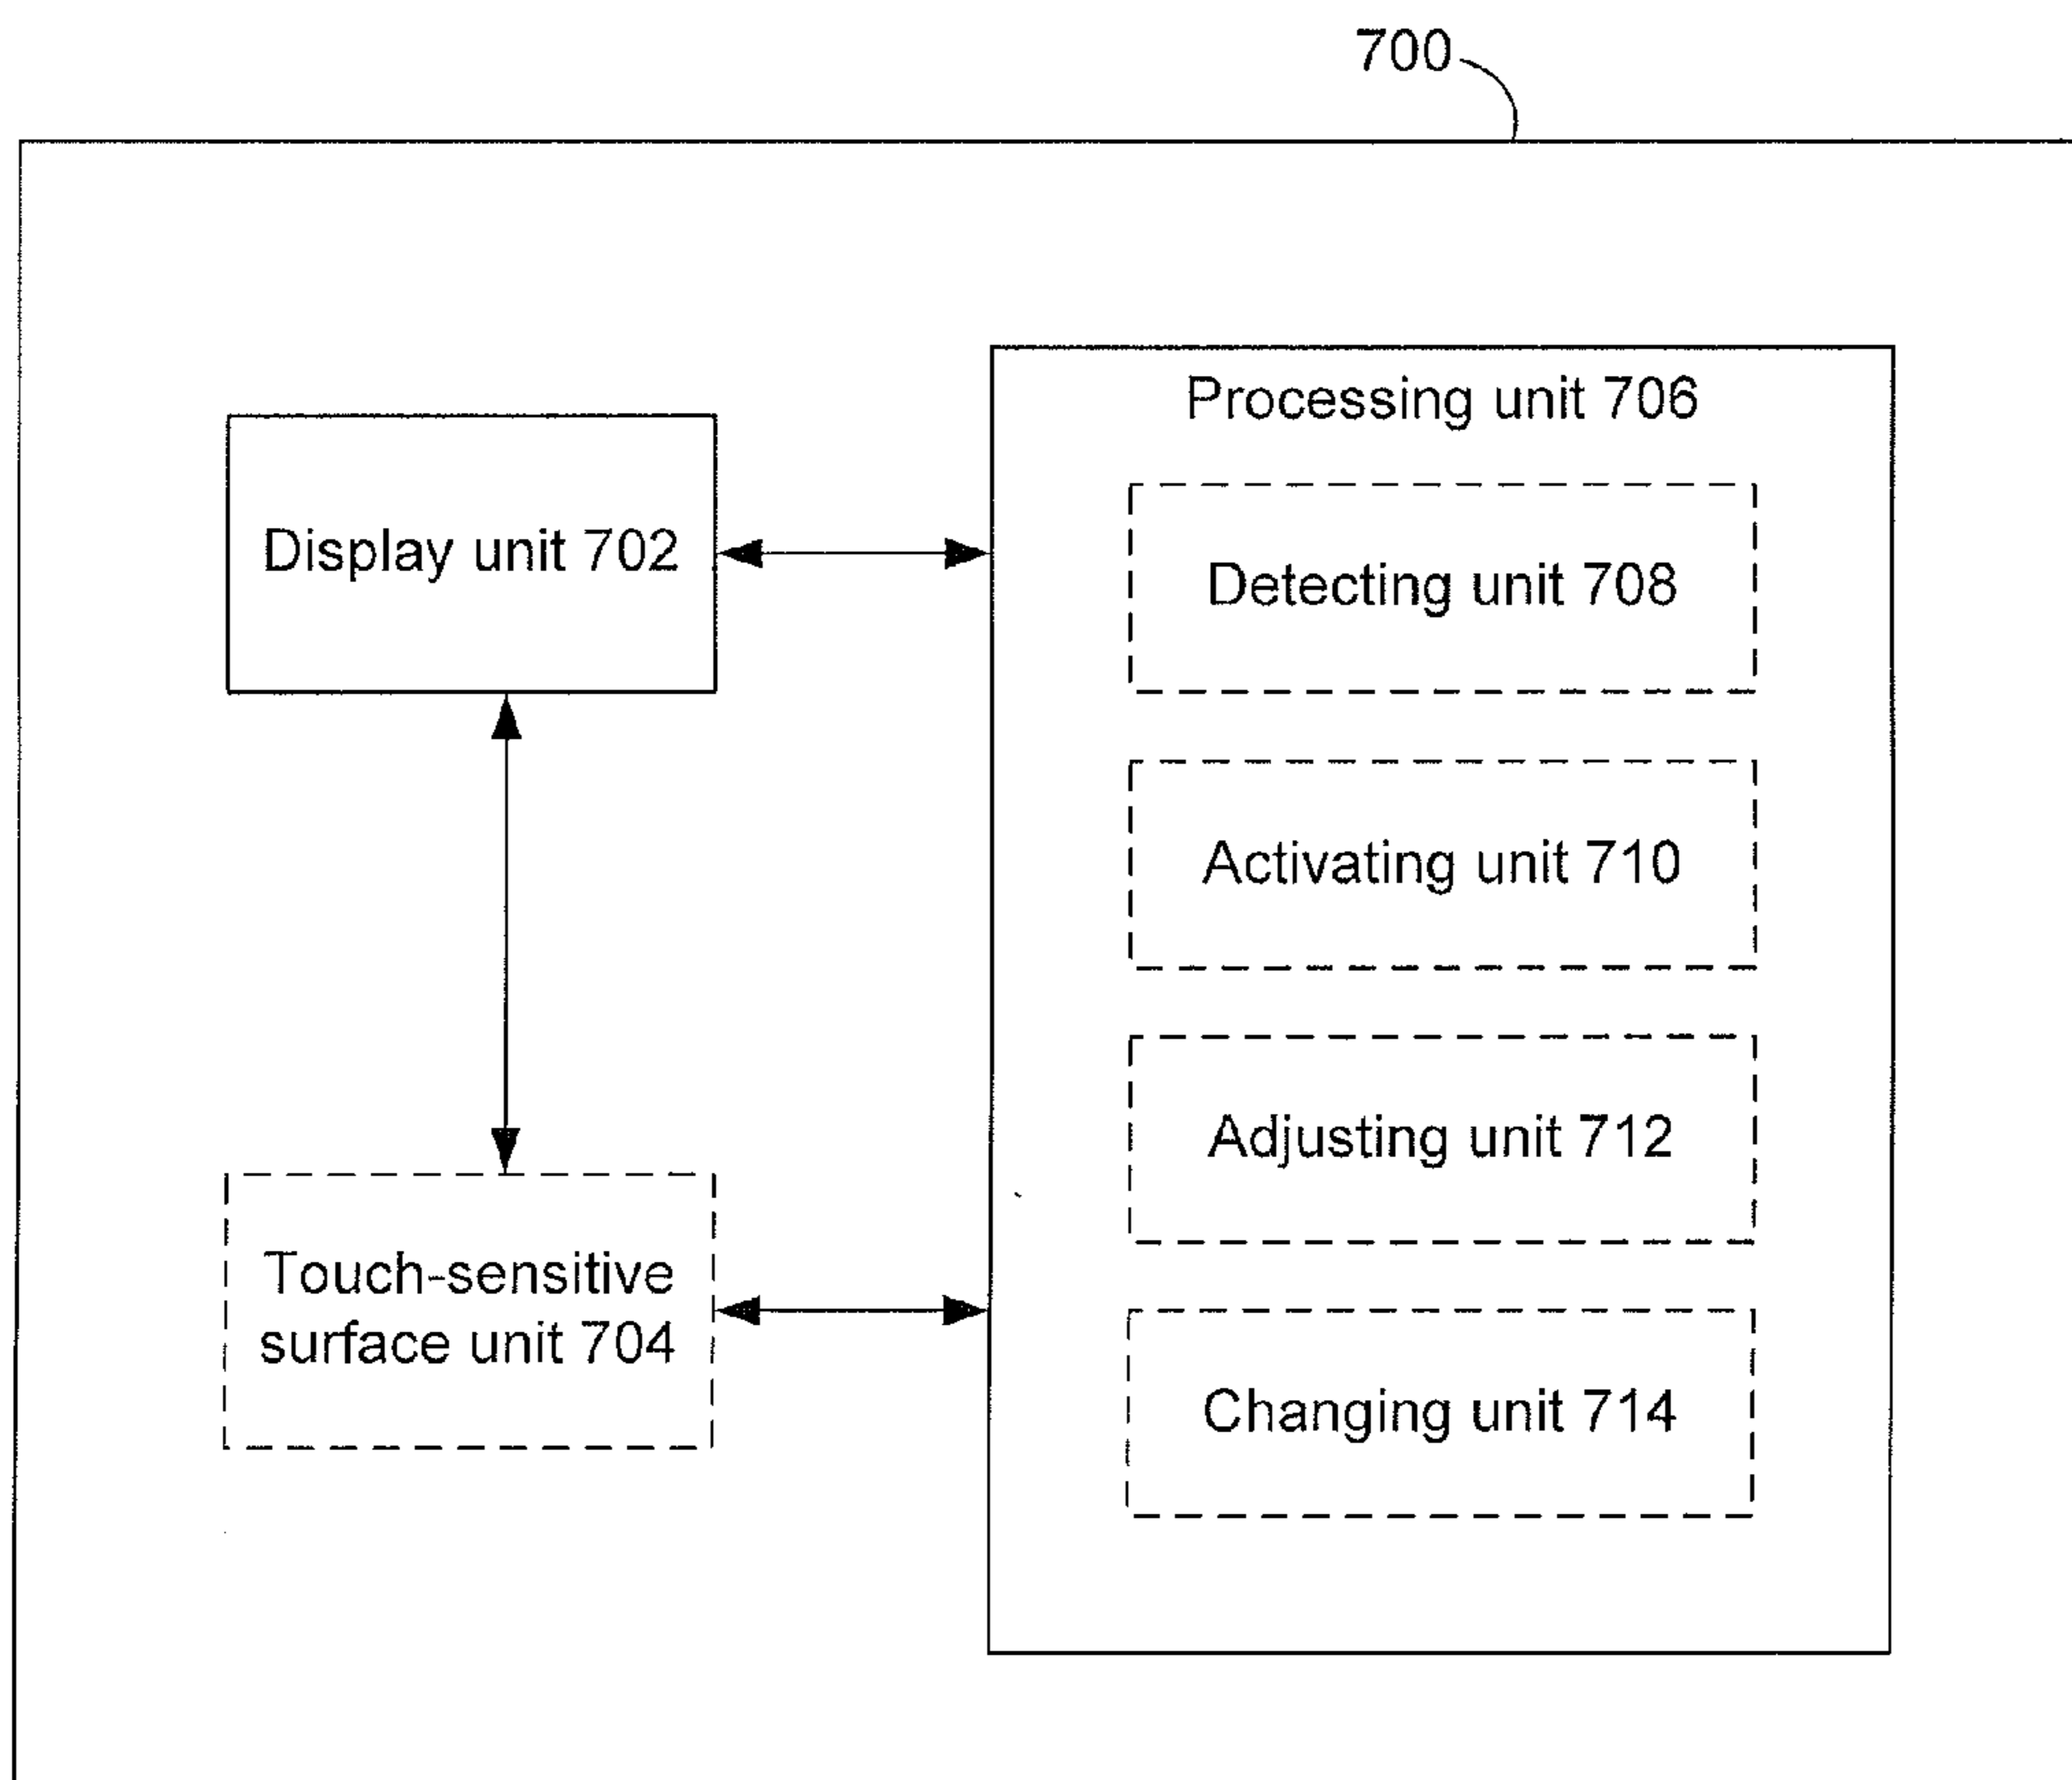 700
Processing unit 706
Display unit 702
Detecting unit 708
Activating unit 710
Adjusting unit 712
Touch-sensitive
surface unit 704
Changing unit 714